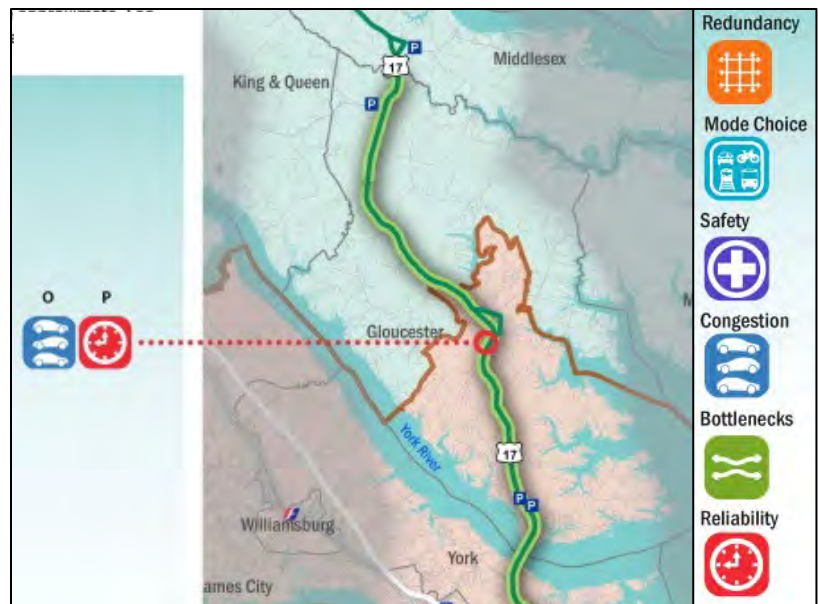 Redundancy
Middlesex
P
17
King & Queen
P
Mode Choice
Safety
O P
Gloucester
Congestion
Bottlenecks
York River
17
P
P
Williamsburg
Reliability
York
ames City